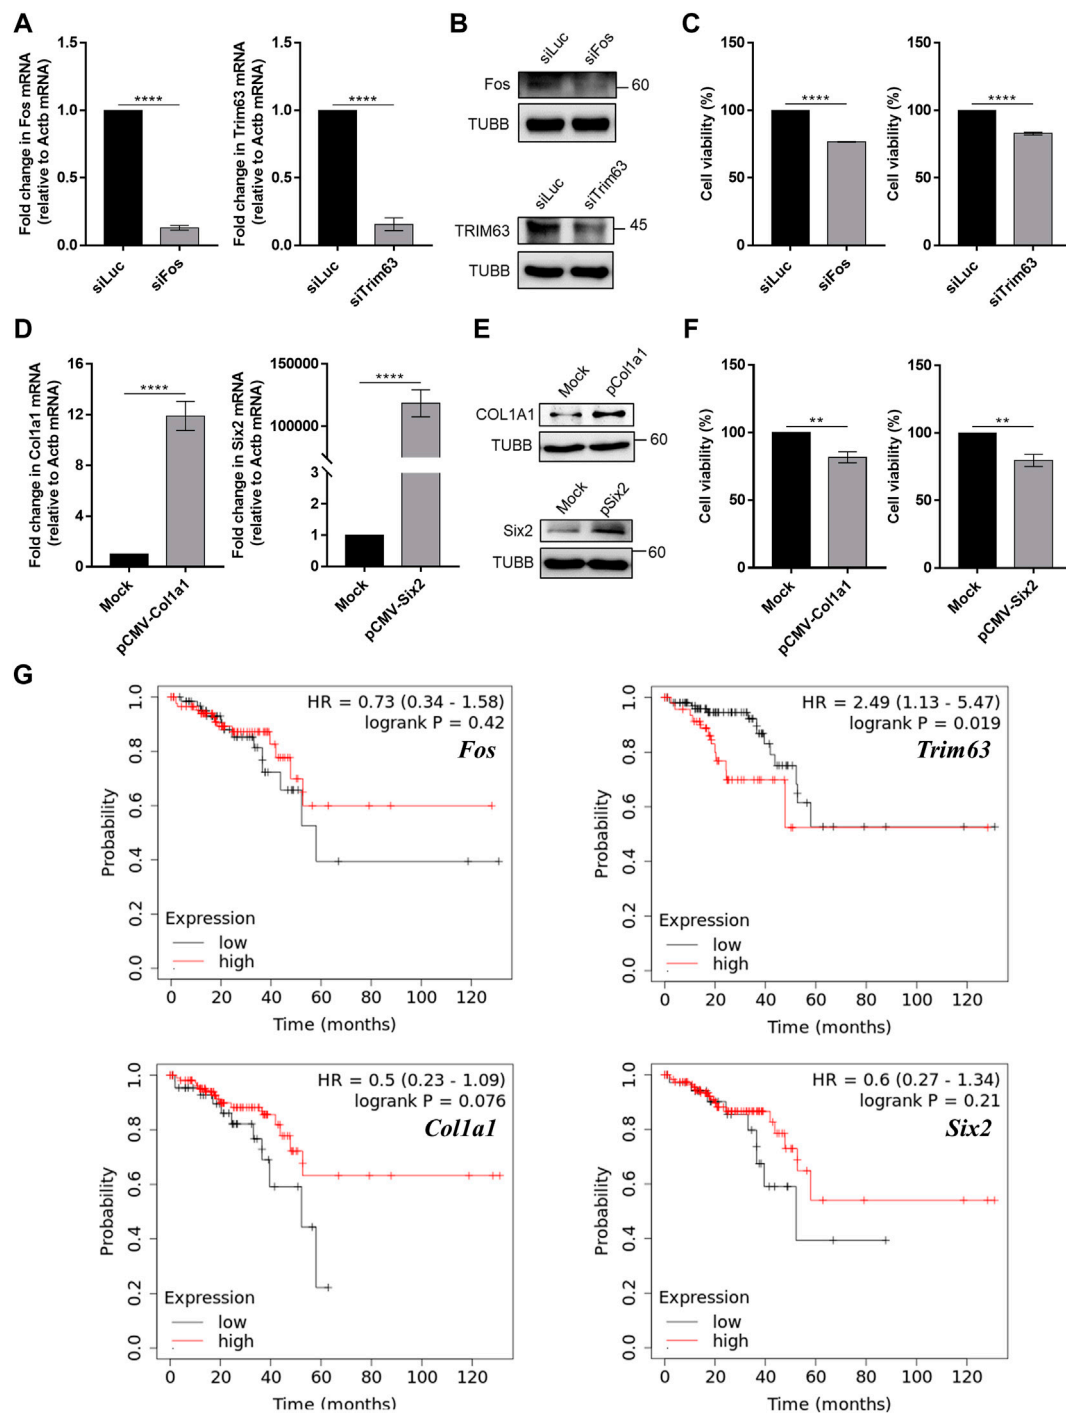 A
Fold change in Fos mRNA
(relative to Actb mRNA)
1.5
1.0
0.5
0.0
siLuc
siFos
****
Fold change in Trim63 mRNA
(relative to Actb mRNA)
1.5
1.0
0.5
0.0
siLuc
siTrim63
****
B
siLuc
siFos
Fos
60
TUBB
siLuc
siTrim63
TRIM63
45
TUBB
C
Cell viability (%)
150
100
50
0
siLuc
siFos
****
Cell viability (%)
150
100
50
0
siLuc
siTrim63
****
D
Fold change in Col1a1 mRNA
(relative to Actb mRNA)
16
12
8
4
0
Mock
pCMV-Col1a1
****
Fold change in Six2 mRNA
(relative to Actb mRNA)
150000
100000
3
2
1
0
Mock
pCMV-Six2
****
E
Mock
pCol1a1
COL1A1
TUBB
60
Mock
pSix2
Six2
TUBB
60
F
Cell viability (%)
150
100
50
0
Mock
pCMV-Col1a1
**
Cell viability (%)
150
100
50
0
Mock
pCMV-Six2
**
G
HR = 0.73 (0.34 - 1.58)
logrank P = 0.42
Fos
Probability
1.0
0.8
0.6
0.4
0.2
0.0
Expression
low
high
0 20 40 60 80 100 120
Time (months)
HR = 2.49 (1.13 - 5.47)
logrank P = 0.019
Trim63
Probability
1.0
0.8
0.6
0.4
0.2
0.0
Expression
low
high
0 20 40 60 80 100 120
Time (months)
HR = 0.5 (0.23 - 1.09)
logrank P = 0.076
Col1a1
Probability
1.0
0.8
0.6
0.4
0.2
0.0
Expression
low
high
0 20 40 60 80 100 120
Time (months)
HR = 0.6 (0.27 - 1.34)
logrank P = 0.21
Six2
Probability
1.0
0.8
0.6
0.4
0.2
0.0
Expression
low
high
0 20 40 60 80 100 120
Time (months)